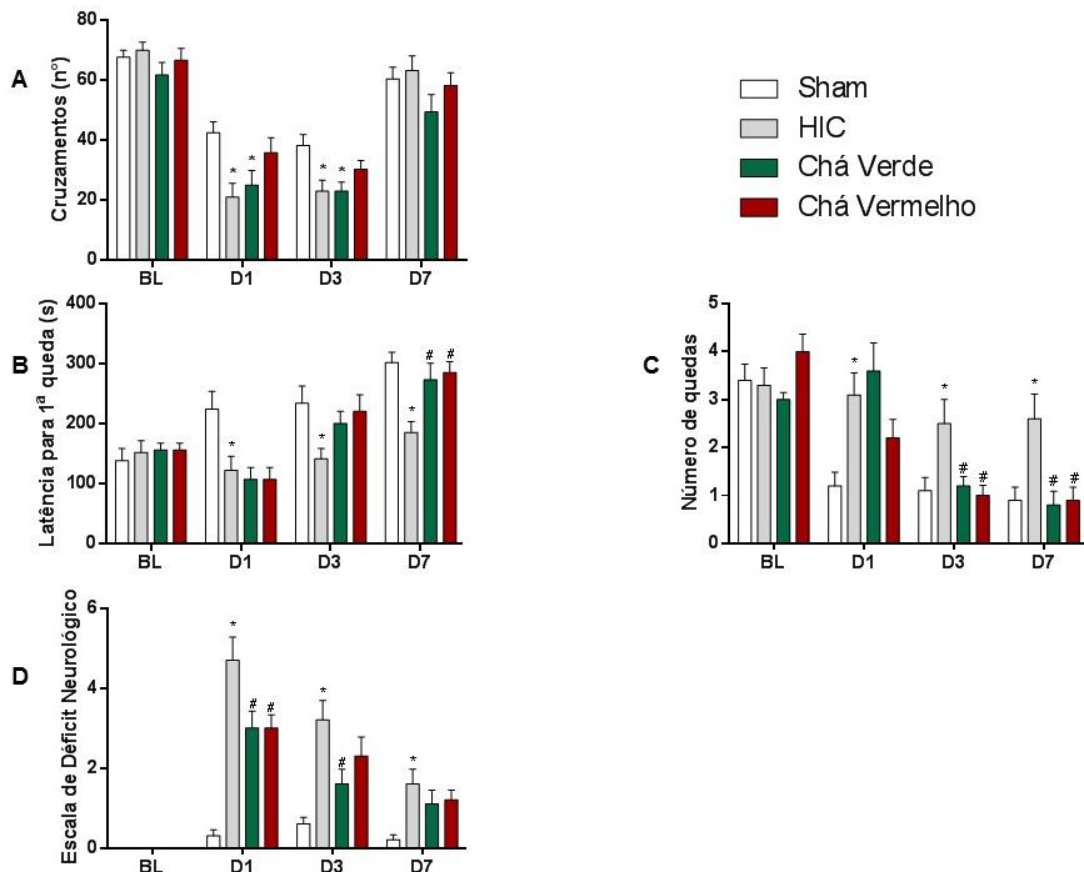 A
Cruzamentos (n°)
80
60
40
20
0
* * * * *
BL D1 D3 D7
Sham
HIC
Chá Verde
Chá Vermelho
B
Latência para 1ª queda (s)
400
300
200
100
0
* * * # #
BL D1 D3 D7
C
Número de quedas
5
4
3
2
1
0
* * # # * # #
BL D1 D3 D7
D
Escala de Déficit Neurológico
6
4
2
0
* # # * # *
BL D1 D3 D7